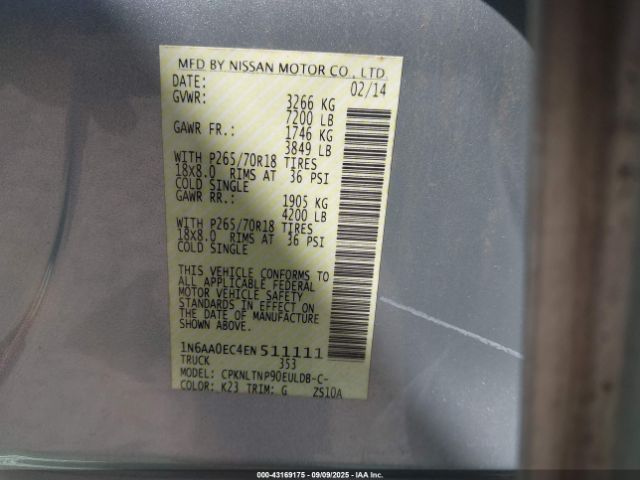 MFD BY NISSAN MOTOR CO., LTD.
DATE: 02/14
GVWR: 3266 KG
7200 LB
GAWR FR.: 1746 KG
3849 LB
WITH P265/70R18 TIRES
18X8.0 RIMS AT 36 PSI
COLD SINGLE
GAWR RR.: 1905 KG
4200 LB
WITH P265/70R18 TIRES
18X8.0 RIMS AT 36 PSI
COLD SINGLE
THIS VEHICLE CONFORMS TO
ALL APPLICABLE FEDERAL
MOTOR VEHICLE SAFETY
STANDARDS IN EFFECT ON
THE DATE OF MANUFACTURE
SHOWN ABOVE.
1N6AA0EC4EN511111
TRUCK 353
MODEL: CPKNLTNP90EULDB-C-
COLOR: K23 TRIM: G ZS10A
000-43169175 - 09/09/2025 - IAA Inc.